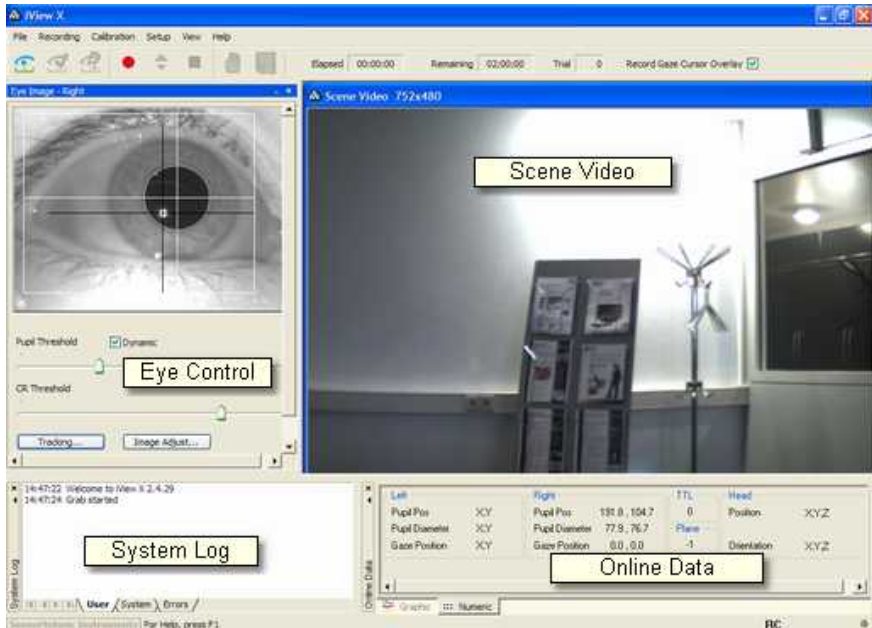 iView X
File Recording Calibration Setup View Help
Elapsed 00:00:00 Remaining 02:00:00 Trial 0 Record Gaze Cursor Overlay
Eye Image - Right
Scene Video 752x480
Scene Video
Pupil Threshold Dynamic
Eye Control
CR Threshold
Tracking... Image Adjust...
14:47:22 Welcome to iView X 2.4.29
14:47:24 Grab started
System Log
System Log
User System Errors
Left Right TTL Head
Pupil Pos X,Y Pupil Pos 191.8 , 104.7 0 Position X,Y,Z
Pupil Diameter X,Y Pupil Diameter 77.9 , 76.7 Plane
Gaze Position X,Y Gaze Position 0.0 , 0.0 -1 Orientation X,Y,Z
Online Data
Online Data
Graphic Numeric
For Help, press F1